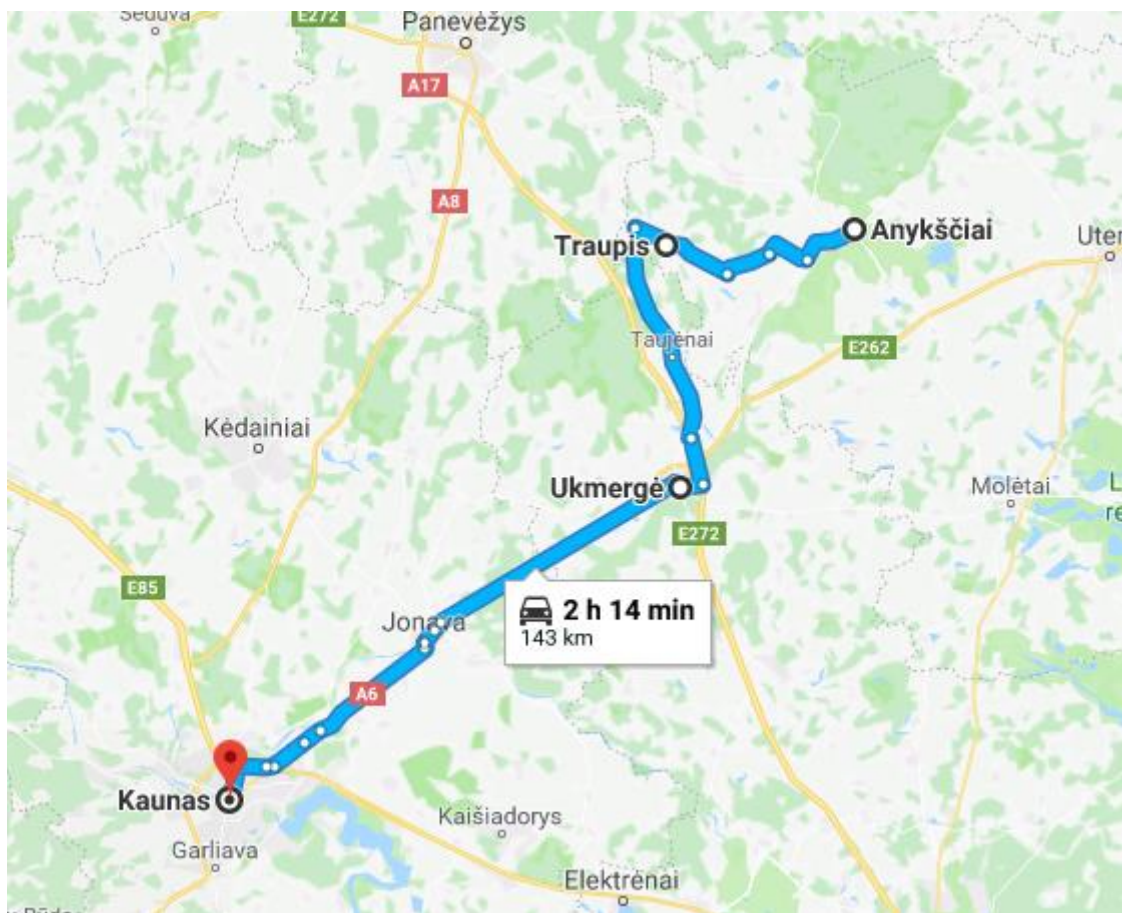 Šeduva
E272
Panevėžys
A17
A8
Traupis
Anykščiai
Taujėnai
E262
Kėdainiai
Ukmergė
Molėtai
E272
E85
2 h 14 min
143 km
Jonava
A6
Kaunas
Kaišiadorys
Garliava
Elektrėnai